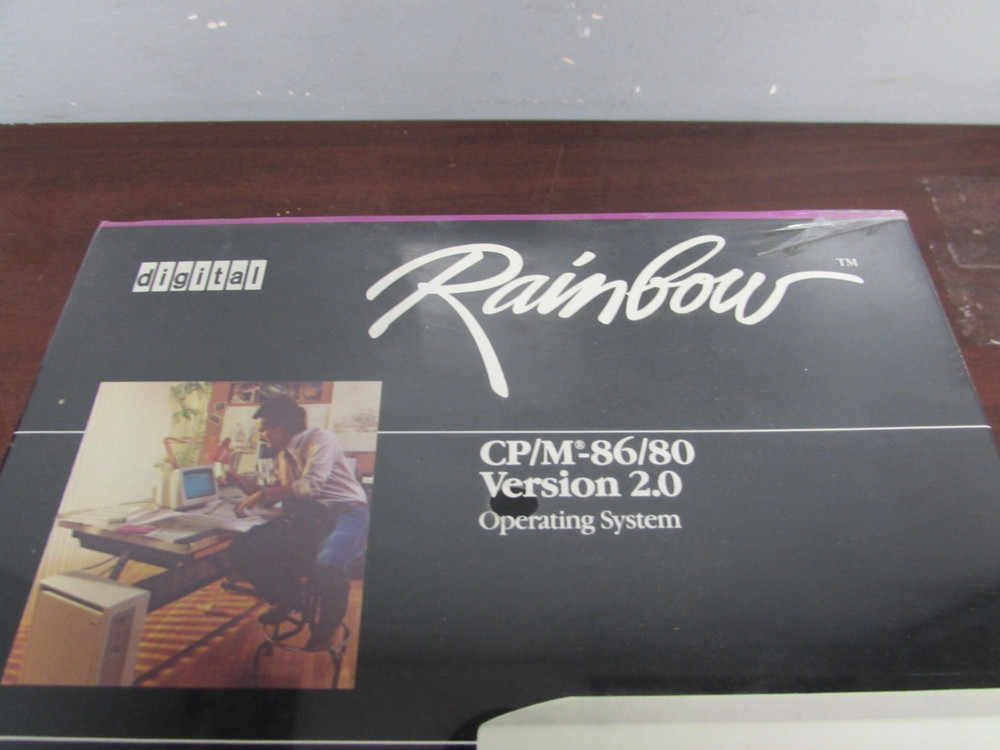 digital
Rainbow™
CP/M®-86/80
Version 2.0
Operating System